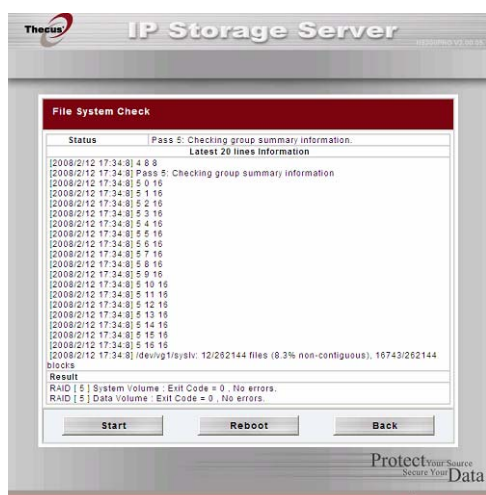 Thecus
IP Storage Server
File System Check
Status Pass 5: Checking group summary information.
Latest 20 lines Information
[2008/2/12 17:34:8] 4 8 8
[2008/2/12 17:34:8] Pass 5: Checking group summary information
[2008/2/12 17:34:8] 5 0 16
[2008/2/12 17:34:8] 5 1 16
[2008/2/12 17:34:8] 5 2 16
[2008/2/12 17:34:8] 5 3 16
[2008/2/12 17:34:8] 5 4 16
[2008/2/12 17:34:8] 5 5 16
[2008/2/12 17:34:8] 5 6 16
[2008/2/12 17:34:8] 5 7 16
[2008/2/12 17:34:8] 5 8 16
[2008/2/12 17:34:8] 5 9 16
[2008/2/12 17:34:8] 5 10 16
[2008/2/12 17:34:8] 5 11 16
[2008/2/12 17:34:8] 5 12 16
[2008/2/12 17:34:8] 5 13 16
[2008/2/12 17:34:8] 5 14 16
[2008/2/12 17:34:8] 5 15 16
[2008/2/12 17:34:8] 5 16 16
[2008/2/12 17:34:8] /dev/vg1/syslv: 12/262144 files (8.3% non-contiguous), 16743/262144
blocks
Result
RAID [ 5 ] System Volume : Exit Code = 0 , No errors.
RAID [ 5 ] Data Volume : Exit Code = 0 , No errors.
Start Reboot Back
Protect Your Source
Secure Your Data